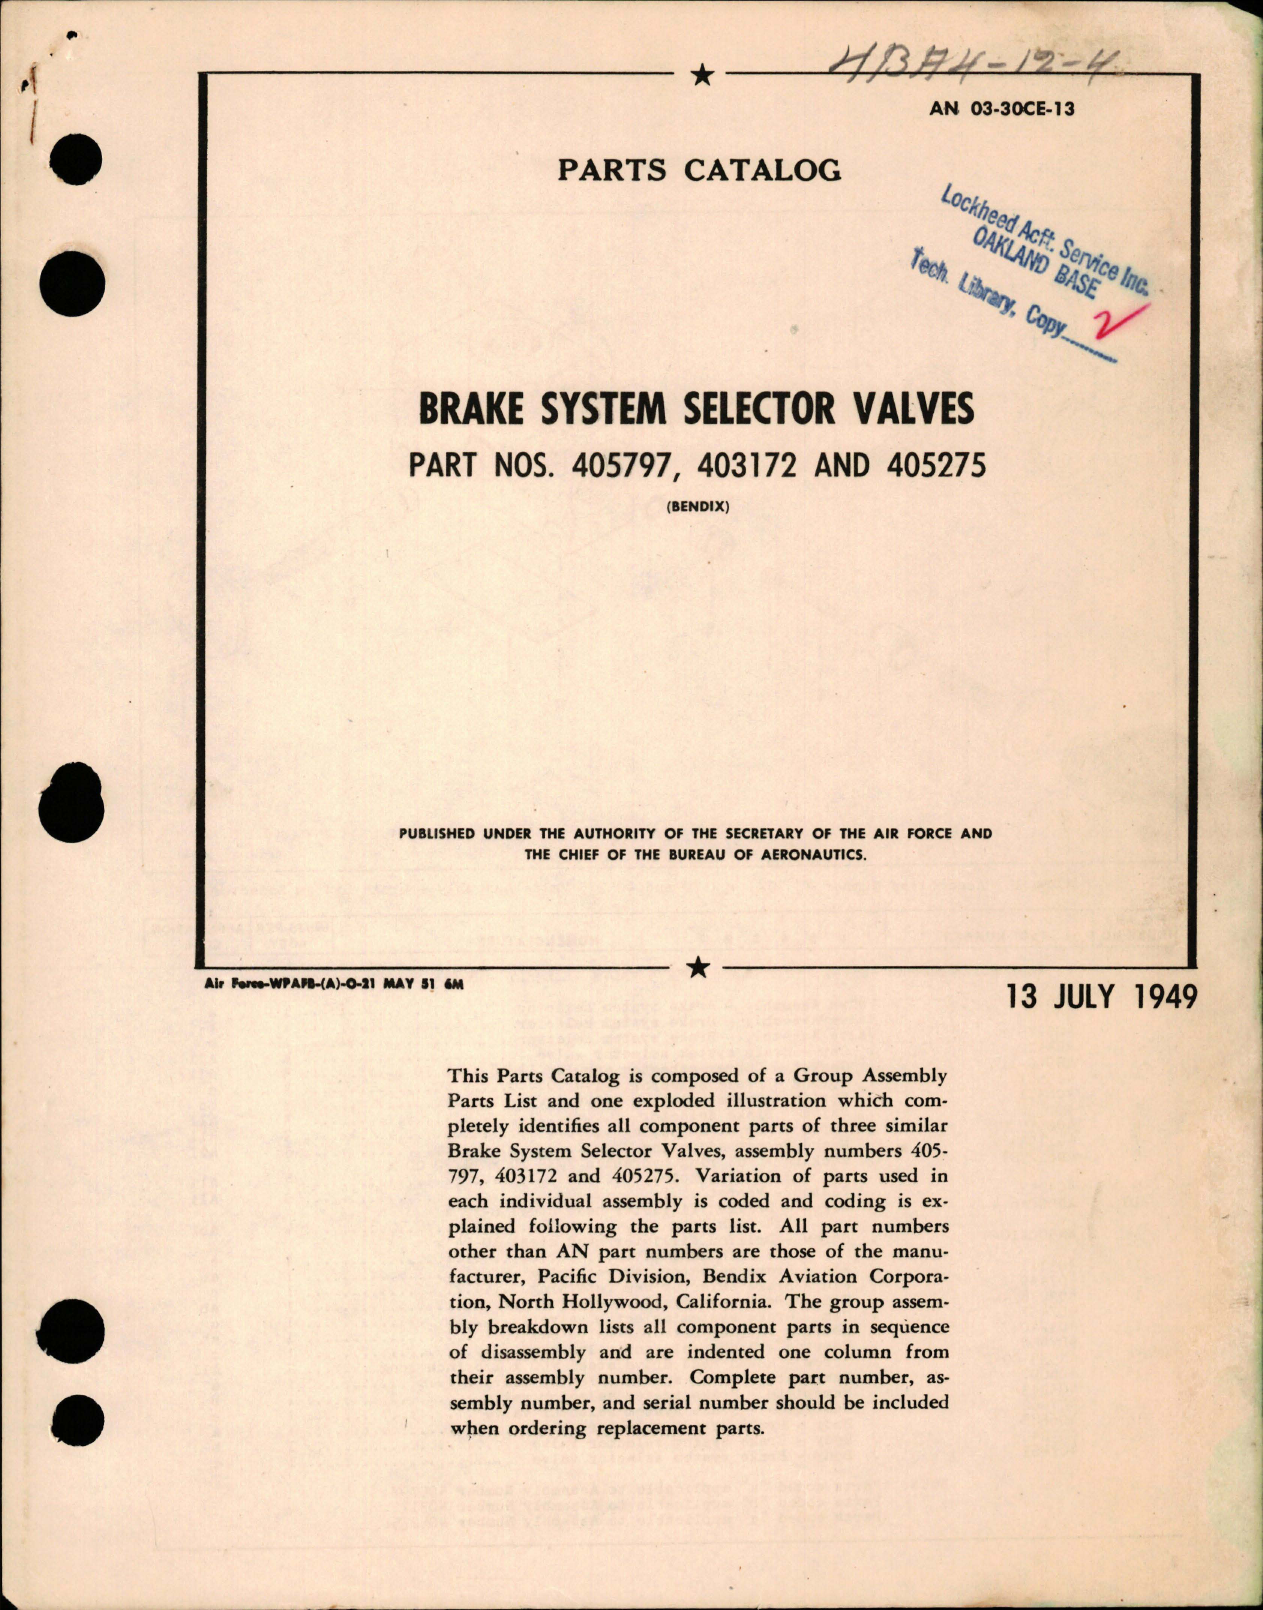 4BA4-12-4
AN 03-30CE-13
PARTS CATALOG
Lockheed Acft. Service Inc.
OAKLAND BASE
Tech. Library, Copy 2
BRAKE SYSTEM SELECTOR VALVES
PART NOS. 405797, 403172 AND 405275
(BENDIX)
PUBLISHED UNDER THE AUTHORITY OF THE SECRETARY OF THE AIR FORCE AND
THE CHIEF OF THE BUREAU OF AERONAUTICS.
Air Force-WPAFB-(A)-O-21 MAY 51 6M
13 JULY 1949
This Parts Catalog is composed of a Group Assembly
Parts List and one exploded illustration which com-
pletely identifies all component parts of three similar
Brake System Selector Valves, assembly numbers 405-
797, 403172 and 405275. Variation of parts used in
each individual assembly is coded and coding is ex-
plained following the parts list. All part numbers
other than AN part numbers are those of the manu-
facturer, Pacific Division, Bendix Aviation Corpora-
tion, North Hollywood, California. The group assem-
bly breakdown lists all component parts in sequence
of disassembly and are indented one column from
their assembly number. Complete part number, as-
sembly number, and serial number should be included
when ordering replacement parts.